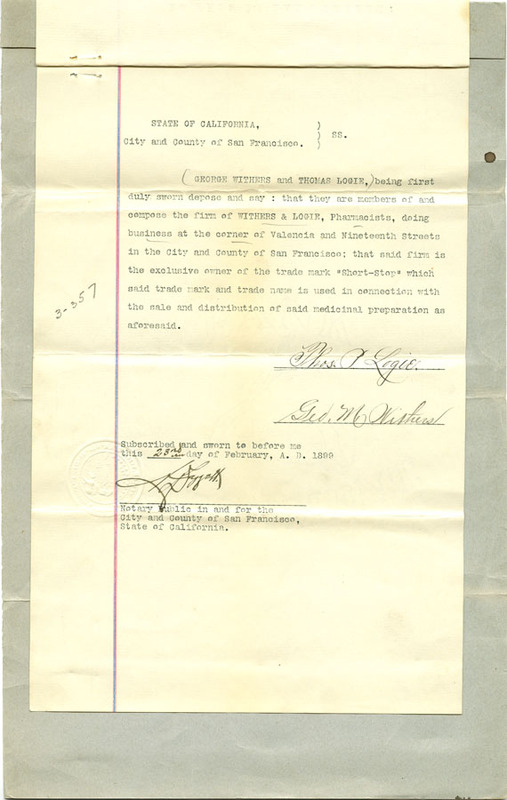 STATE OF CALIFORNIA, )
) SS.
City and County of San Francisco. )
(GEORGE WITHERS and THOMAS LOGIE,) being first
duly sworn depose and say : that they are members of and
compose the firm of WITHERS & LOGIE, Pharmacists, doing
business at the corner of Valencia and Nineteenth Streets
in the City and County of San Francisco; that said firm is
the exclusive owner of the trade mark "Short-Stop" which
said trade mark and trade name is used in connection with
the sale and distribution of said medicinal preparation as
aforesaid.
3-357
Thos. P Logie.
Geo. M Withers
Subscribed and sworn to before me
this 23rd day of February, A. D. 1899
Notary Public in and for the
City and County of San Francisco,
State of California.